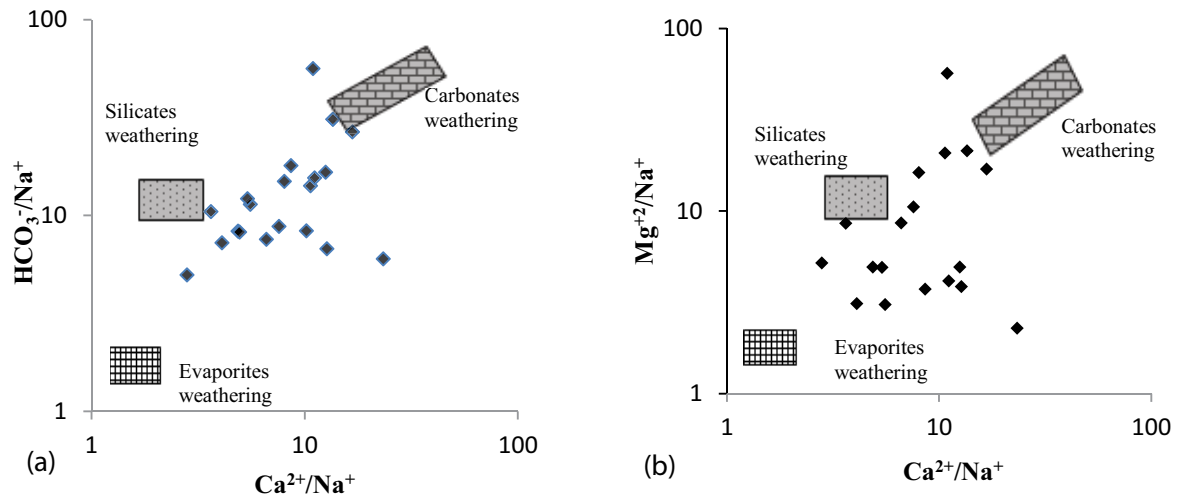 100
10
1
HCO₃⁻/Na⁺
Silicates
weathering
Carbonates
weathering
Evaporites
weathering
1 10 100
Ca²⁺/Na⁺
(a)
100
10
1
Mg⁺²/Na⁺
Silicates
weathering
Carbonates
weathering
Evaporites
weathering
1 10 100
Ca²⁺/Na⁺
(b)